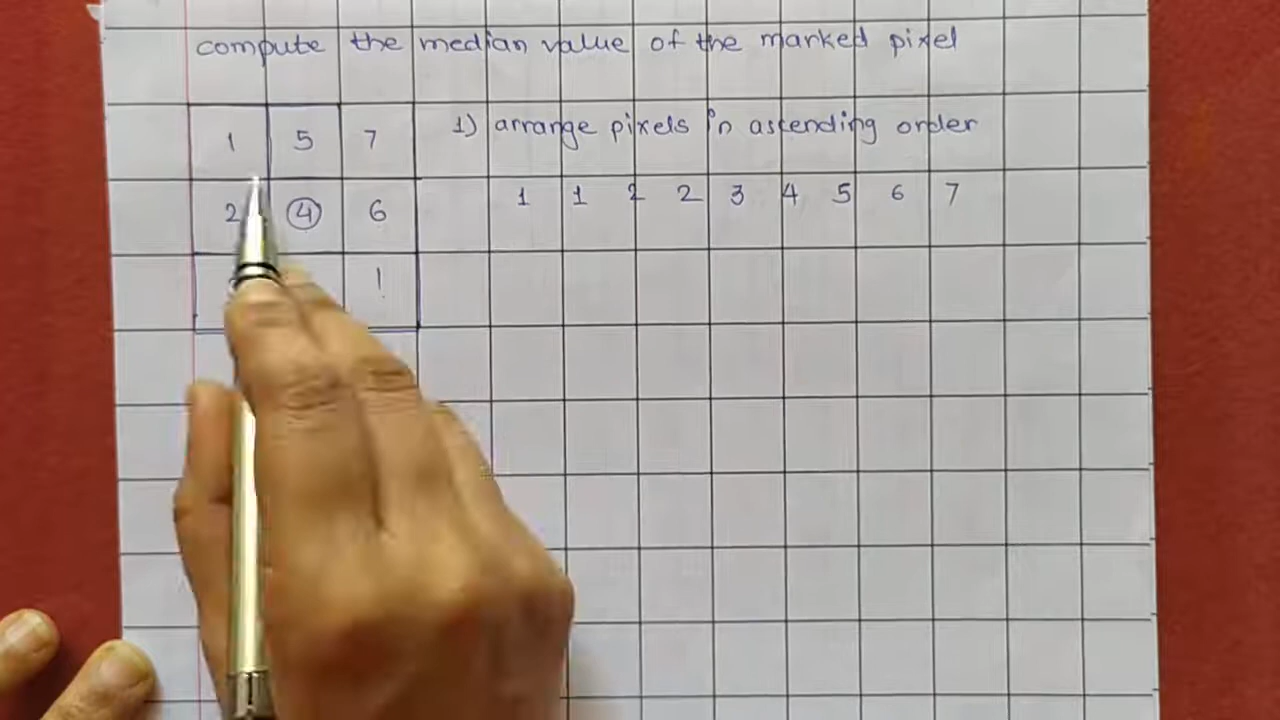 compute the median value of the marked pixel
1 5 7
1) arrange pixels in ascending order
2 4 6
1 1 2 2 3 4 5 6 7
1